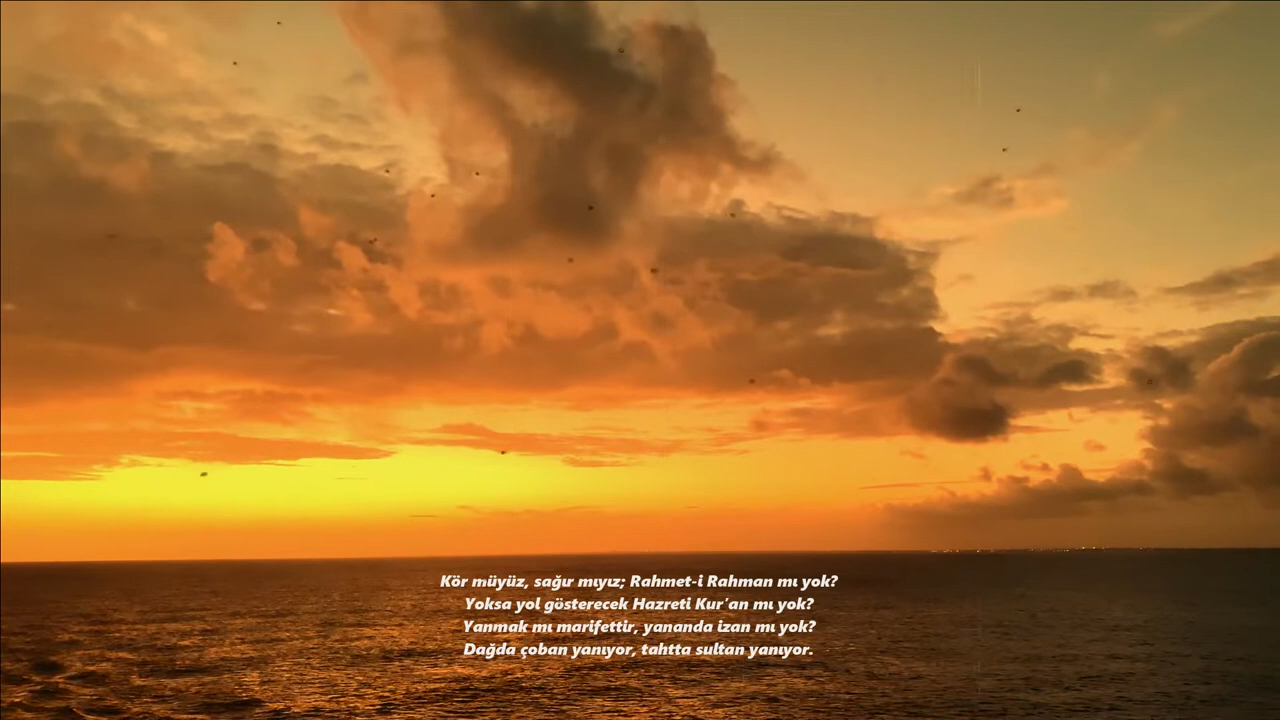 Kör müyüz, sağır mıyız; Rahmet-i Rahman mı yok?
Yoksa yol gösterecek Hazreti Kur'an mı yok?
Yanmak mı marifettir, yananda izan mı yok?
Dağda çoban yanıyor, tahtta sultan yanıyor.